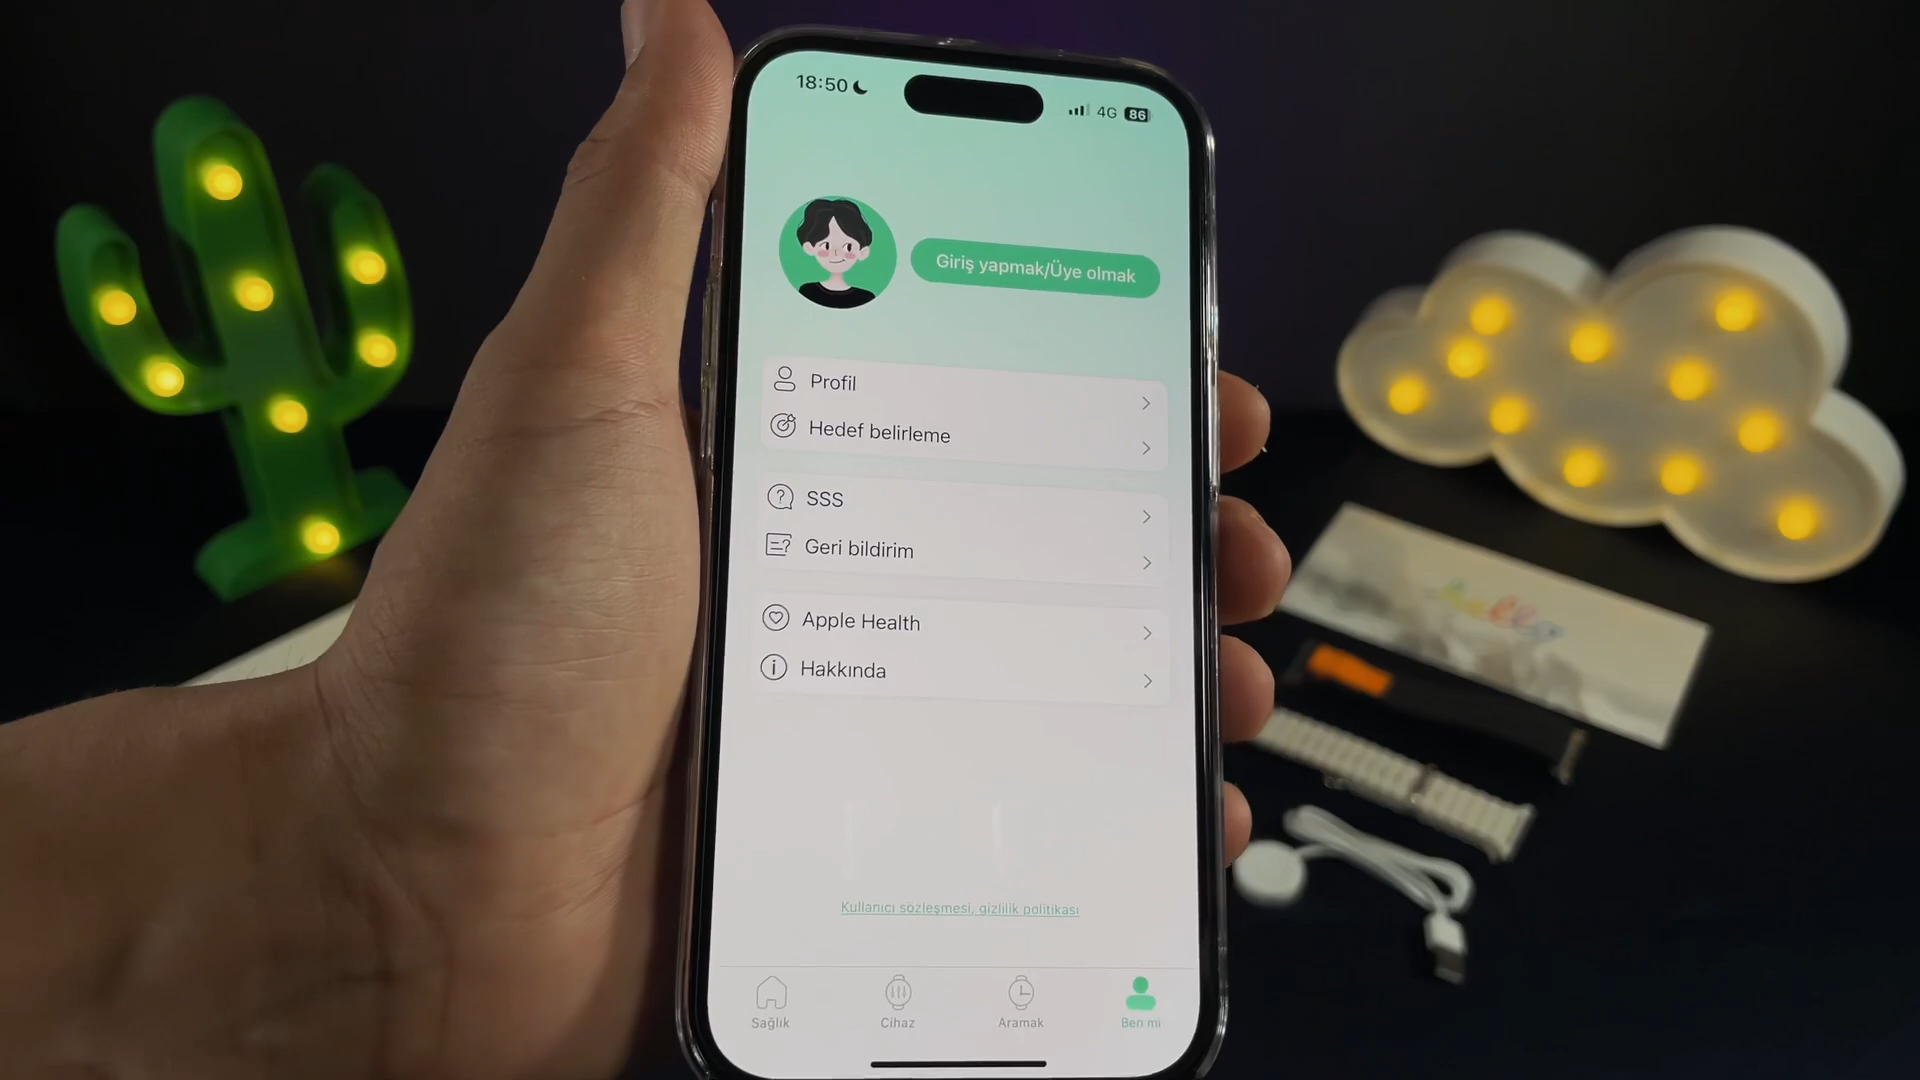 18:50
4G 86
Giriş yapmak/Üye olmak
Profil
Hedef belirleme
SSS
Geri bildirim
Apple Health
Hakkında
hello
Kullanıcı sözleşmesi, gizlilik politikası
Sağlık
Cihaz
Aramak
Ben mi